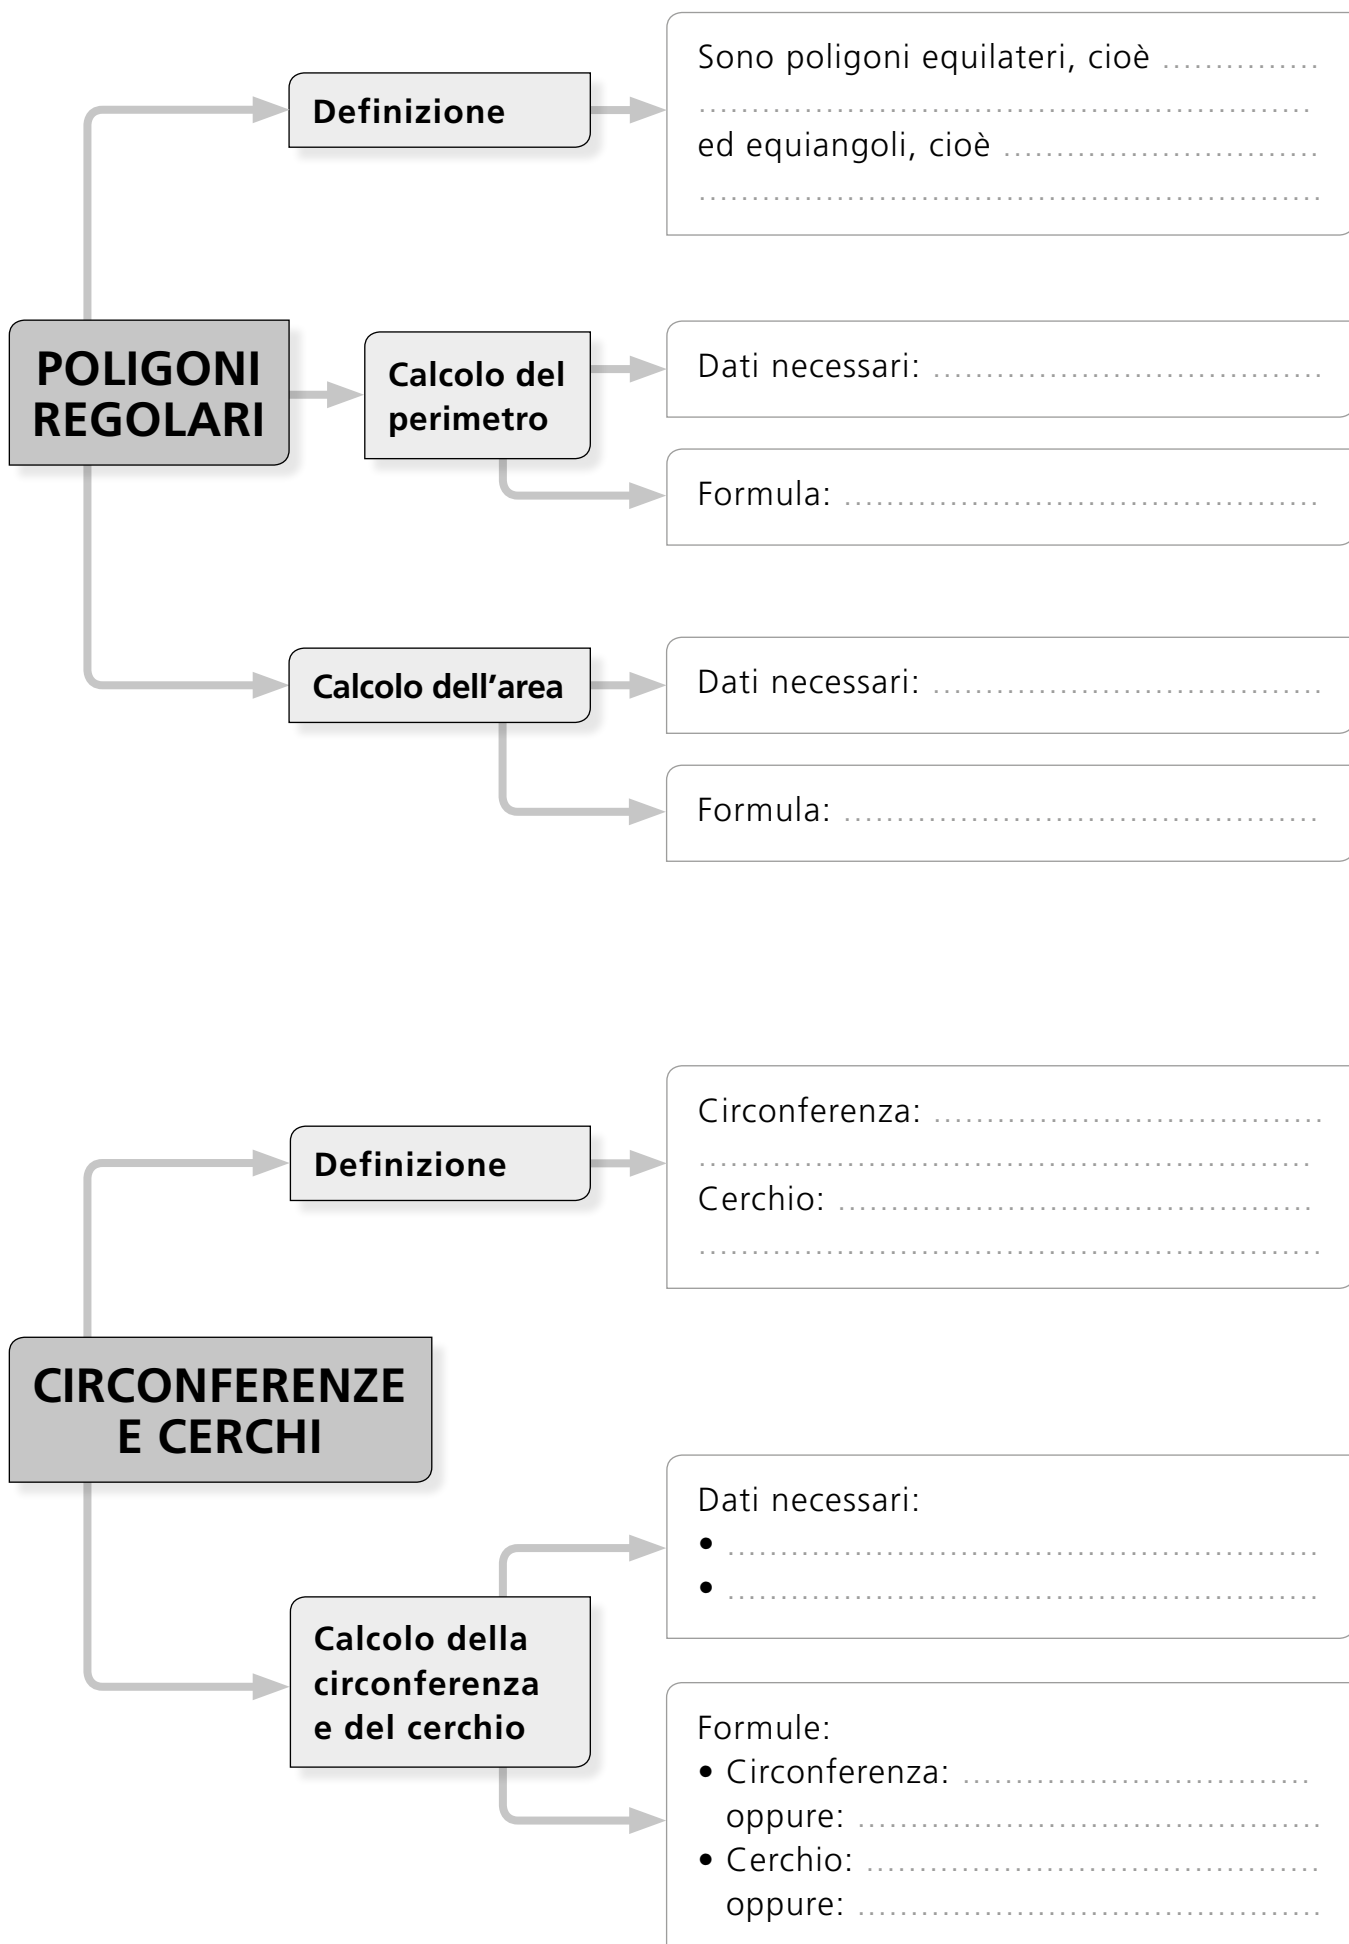 Definizione
Sono poligoni equilateri, cioè ...............
..........................................................
ed equiangoli, cioè ..............................
...........................................................
POLIGONI
REGOLARI
Calcolo del
perimetro
Dati necessari: .....................................
Formula: .............................................
Calcolo dell’area
Dati necessari: .....................................
Formula: .............................................
Definizione
Circonferenza: .....................................
..........................................................
Cerchio: .............................................
...........................................................
CIRCONFERENZE
E CERCHI
Calcolo della
circonferenza
e del cerchio
Dati necessari:
• ........................................................
• ........................................................
Formule:
• Circonferenza: .................................
oppure: ............................................
• Cerchio: ...........................................
oppure: ............................................